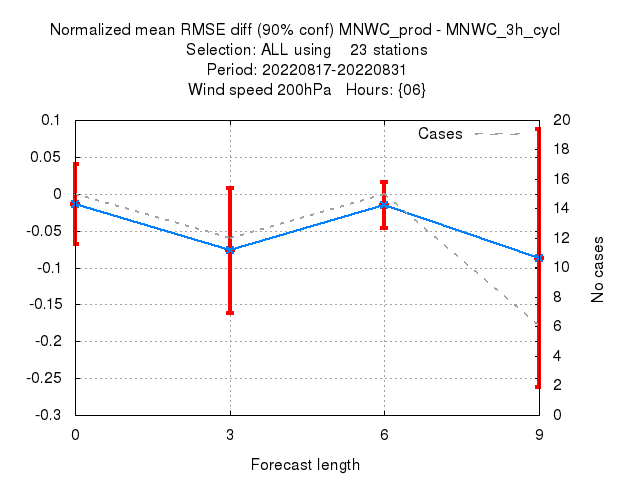 Normalized mean RMSE diff (90% conf) MNWC_prod - MNWC_3h_cycl
Selection: ALL using    23 stations
Period: 20220817-20220831
Wind speed 200hPa   Hours: {06}
0.1
0.05
0
-0.05
-0.1
-0.15
-0.2
-0.25
-0.3
Cases
20
18
16
14
12
10
8
6
4
2
0
No cases
0 3 6 9
Forecast length